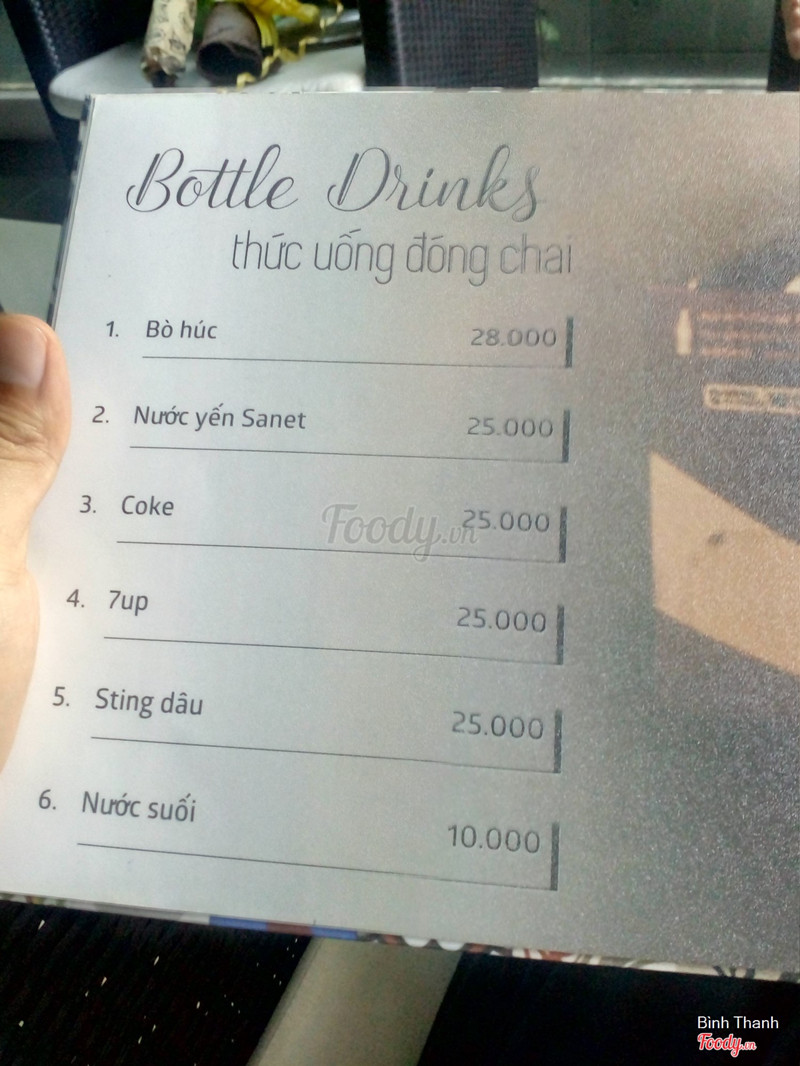 Bottle Drinks
thức uống đóng chai
1. Bò húc 28.000
2. Nước yến Sanet 25.000
3. Coke 25.000
4. 7up 25.000
5. Sting dâu 25.000
6. Nước suối 10.000
Foody.vn
Bình Thanh
Foody.vn